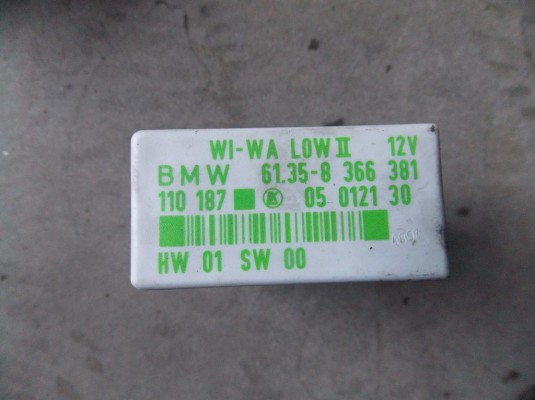 WI-WA LOW II 12V
BMW 61.35-8 366 381
110 187 K 05 0121 30
HW 01 SW 00